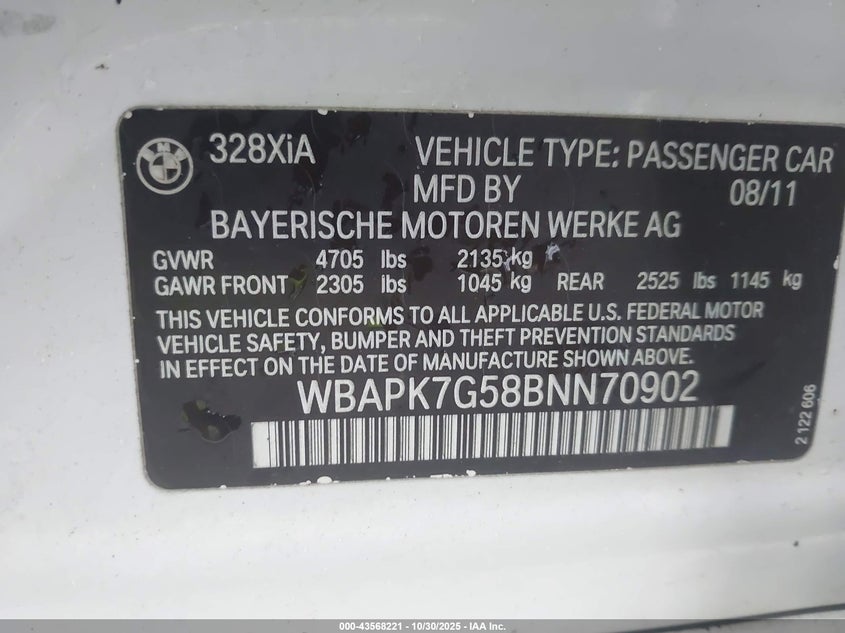 328XiA VEHICLE TYPE: PASSENGER CAR
MFD BY 08/11
BAYERISCHE MOTOREN WERKE AG
GVWR 4705 lbs 2135 kg
GAWR FRONT 2305 lbs 1045 kg REAR 2525 lbs 1145 kg
THIS VEHICLE CONFORMS TO ALL APPLICABLE U.S. FEDERAL MOTOR
VEHICLE SAFETY, BUMPER AND THEFT PREVENTION STANDARDS
IN EFFECT ON THE DATE OF MANUFACTURE SHOWN ABOVE.
WBAPK7G58BNN70902
2 122 606
000-43568221 | 10/30/2025 - IAA Inc.